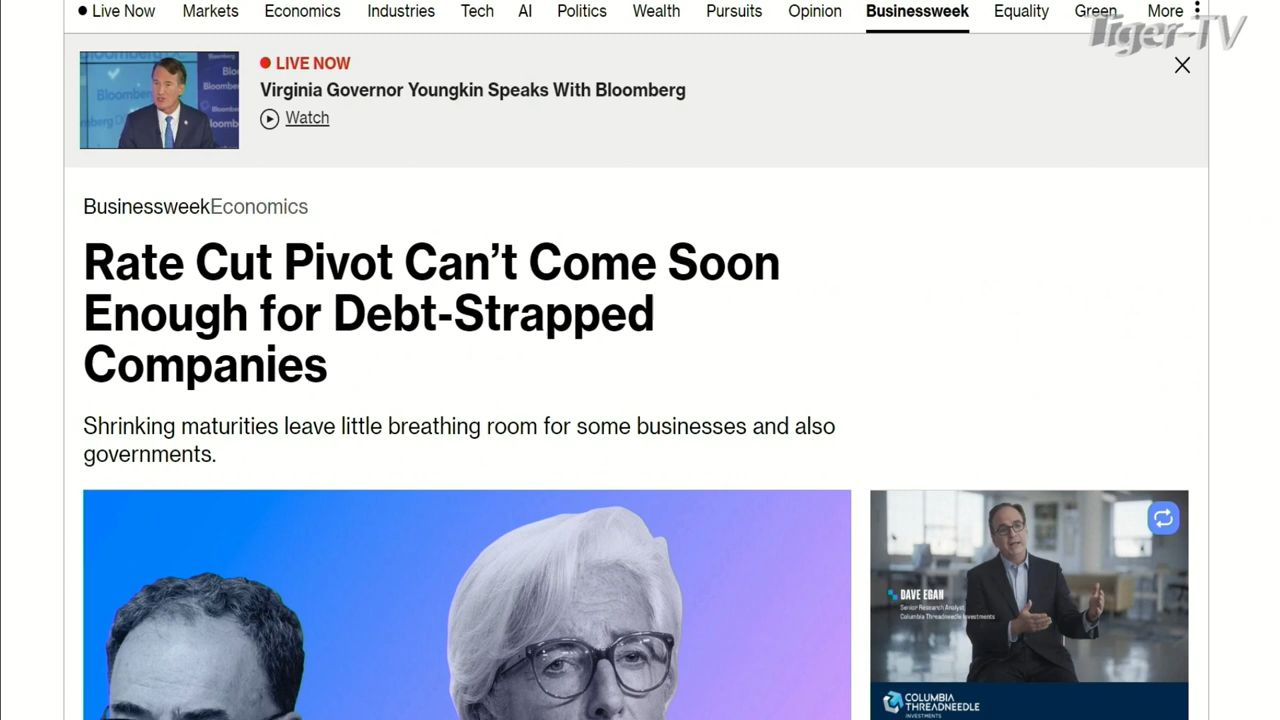 Live Now Markets Economics Industries Tech AI Politics Wealth Pursuits Opinion Businessweek Equality Green More
Tiger-TV
LIVE NOW
Virginia Governor Youngkin Speaks With Bloomberg
Watch
BusinessweekEconomics
Rate Cut Pivot Can’t Come Soon
Enough for Debt-Strapped
Companies
Shrinking maturities leave little breathing room for some businesses and also
governments.
DAVE EGAN
Senior Research Analyst
Columbia Threadneedle Investments
COLUMBIA
THREADNEEDLE
INVESTMENTS